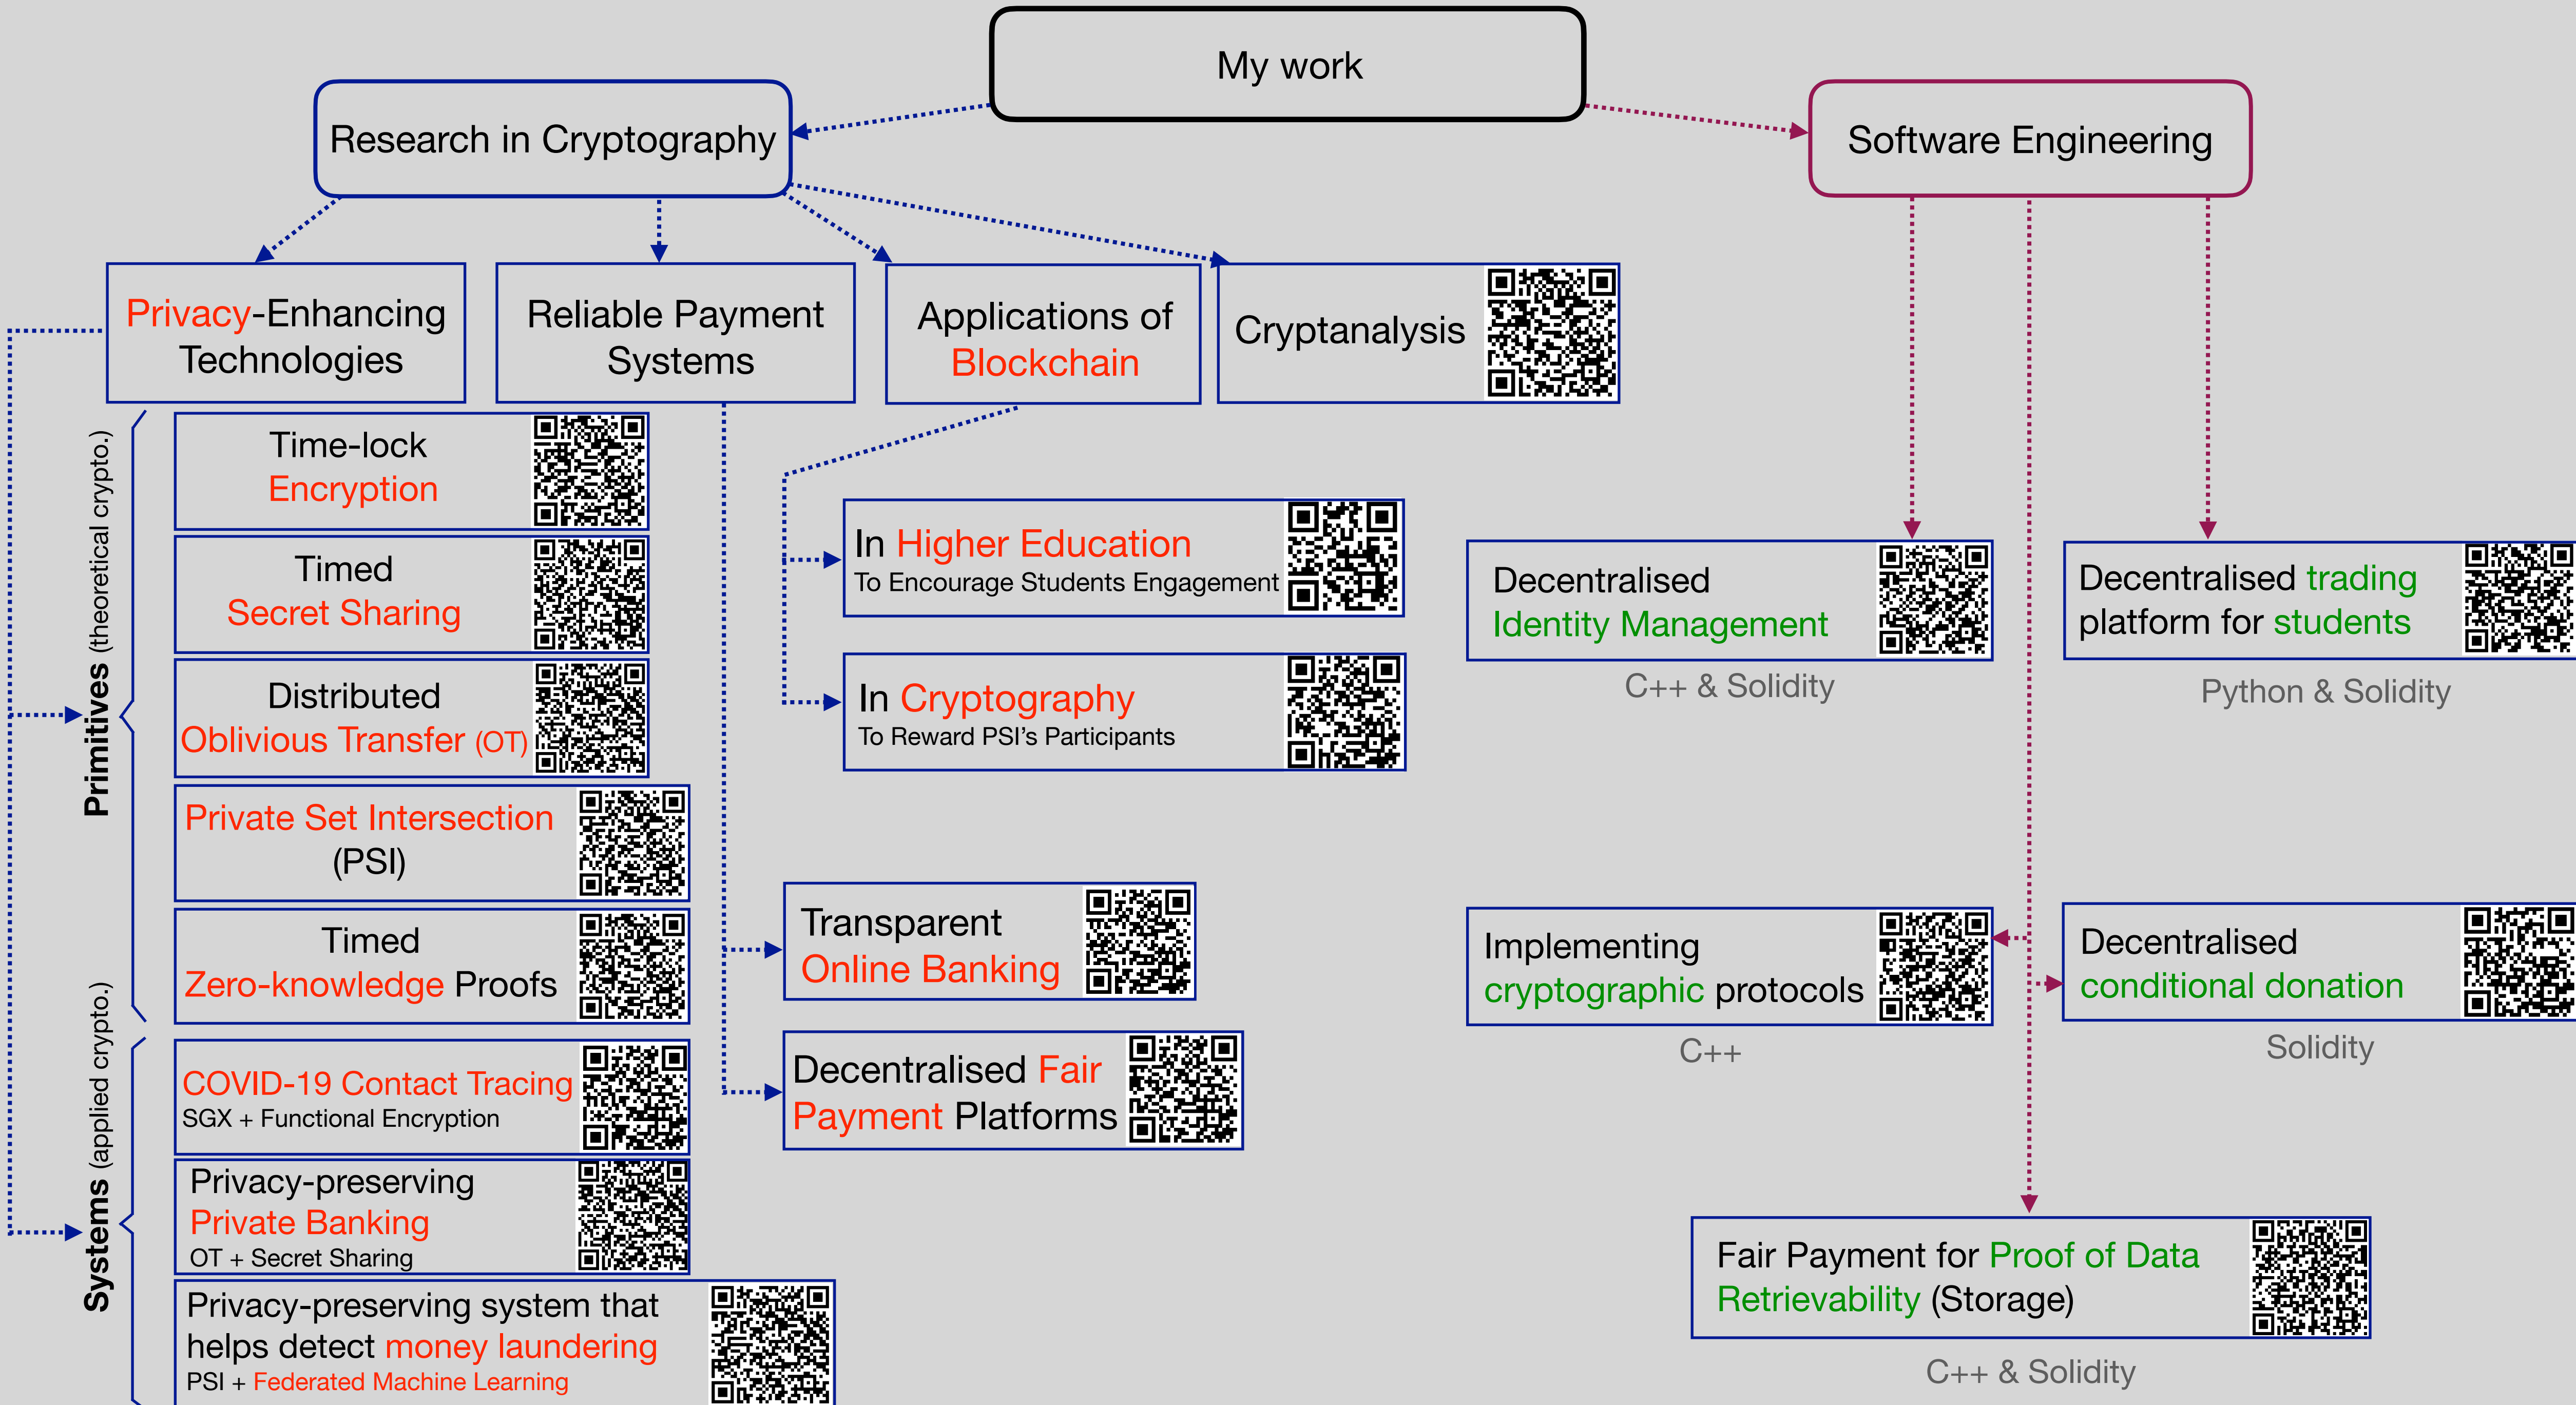 My work
Research in Cryptography
Software Engineering
Privacy-Enhancing
Technologies
Reliable Payment
Systems
Applications of
Blockchain
Cryptanalysis
Primitives (theoretical crypto.)
Time-lock
Encryption
Timed
Secret Sharing
Distributed
Oblivious Transfer (OT)
Private Set Intersection
(PSI)
Timed
Zero-knowledge Proofs
Systems (applied crypto.)
COVID-19 Contact Tracing
SGX + Functional Encryption
Privacy-preserving
Private Banking
OT + Secret Sharing
Privacy-preserving system that
helps detect money laundering
PSI + Federated Machine Learning
In Higher Education
To Encourage Students Engagement
In Cryptography
To Reward PSI's Participants
Transparent
Online Banking
Decentralised Fair
Payment Platforms
Decentralised
Identity Management
C++ & Solidity
Decentralised trading
platform for students
Python & Solidity
Implementing
cryptographic protocols
C++
Decentralised
conditional donation
Solidity
Fair Payment for Proof of Data
Retrievability (Storage)
C++ & Solidity